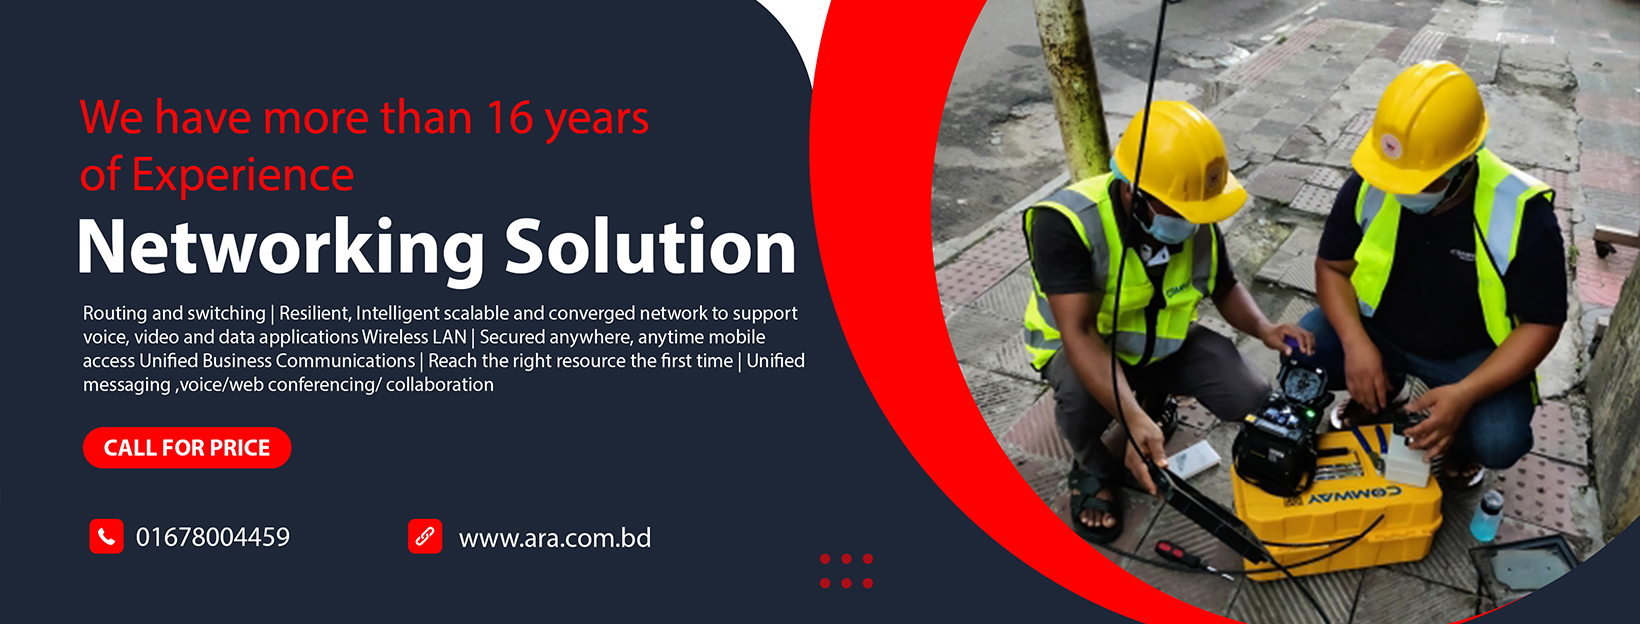 We have more than 16 years
of Experience
Networking Solution
Routing and switching | Resilient, Intelligent scalable and converged network to support
voice, video and data applications Wireless LAN | Secured anywhere, anytime mobile
access Unified Business Communications | Reach the right resource the first time | Unified
messaging ,voice/web conferencing/ collaboration
CALL FOR PRICE
01678004459
www.ara.com.bd
COMWAY